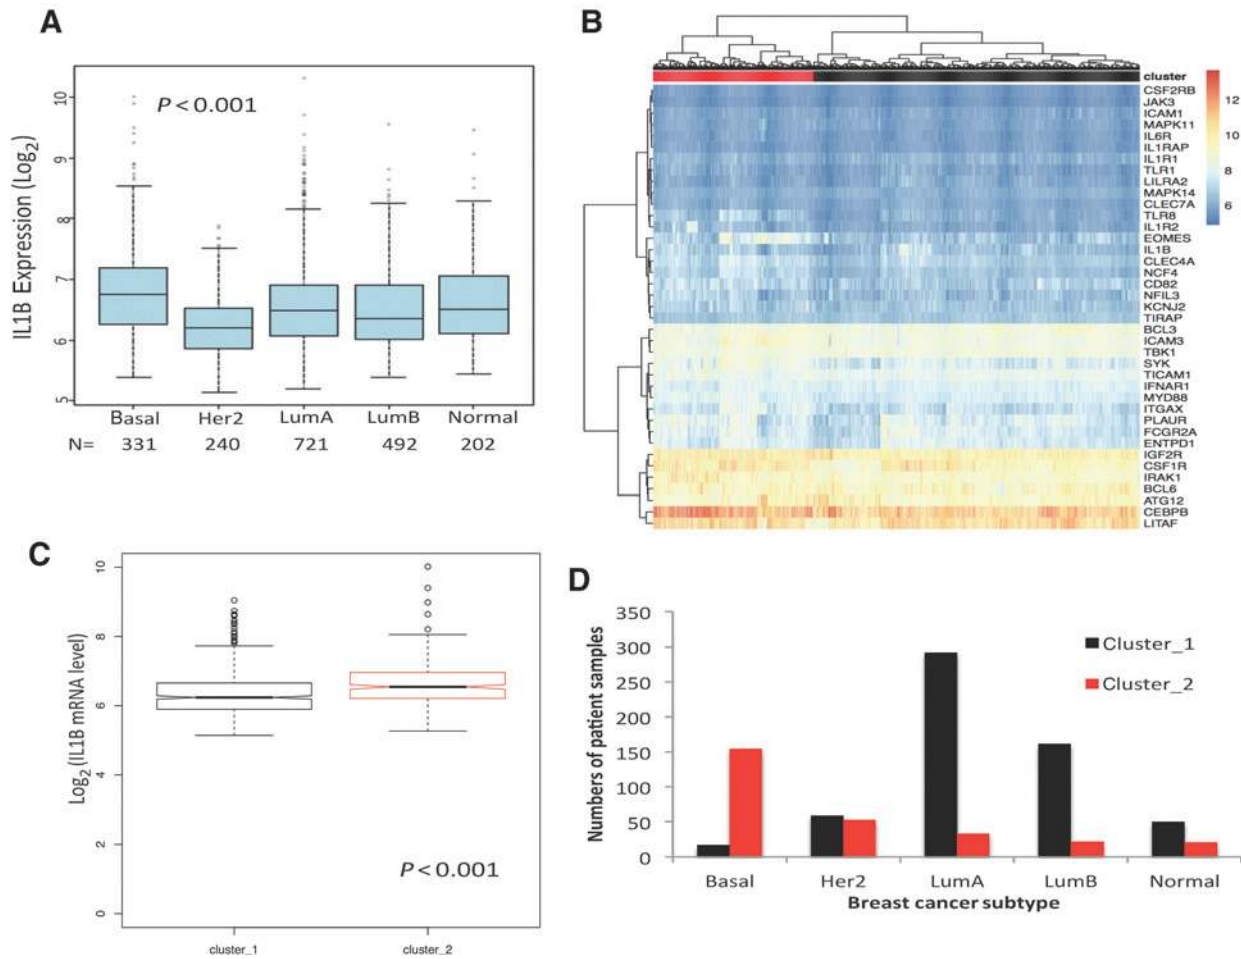 A
P < 0.001
IL1B Expression (Log2)
10
9
8
7
6
5
Basal Her2 LumA LumB Normal
N= 331 240 721 492 202
B
cluster
CSF2RB
JAK3
ICAM1
MAPK11
IL6R
IL1RAP
IL1R1
TLR1
LILRA2
MAPK14
CLEC7A
TLR8
IL1R2
EOMES
IL1B
CLEC4A
NCF4
CD82
NFIL3
KCNJ2
TIRAP
BCL3
ICAM3
TBK1
SYK
TICAM1
IFNAR1
MYD88
ITGAX
PLAUR
FCGR2A
ENTPD1
IGF2R
CSF1R
IRAK1
BCL6
ATG12
CEBPB
LITAF
12
10
8
6
C
Log2 (IL1B mRNA level)
10
8
6
4
2
0
P < 0.001
cluster_1 cluster_2
D
Numbers of patient samples
350
300
250
200
150
100
50
0
Cluster_1
Cluster_2
Basal Her2 LumA LumB Normal
Breast cancer subtype